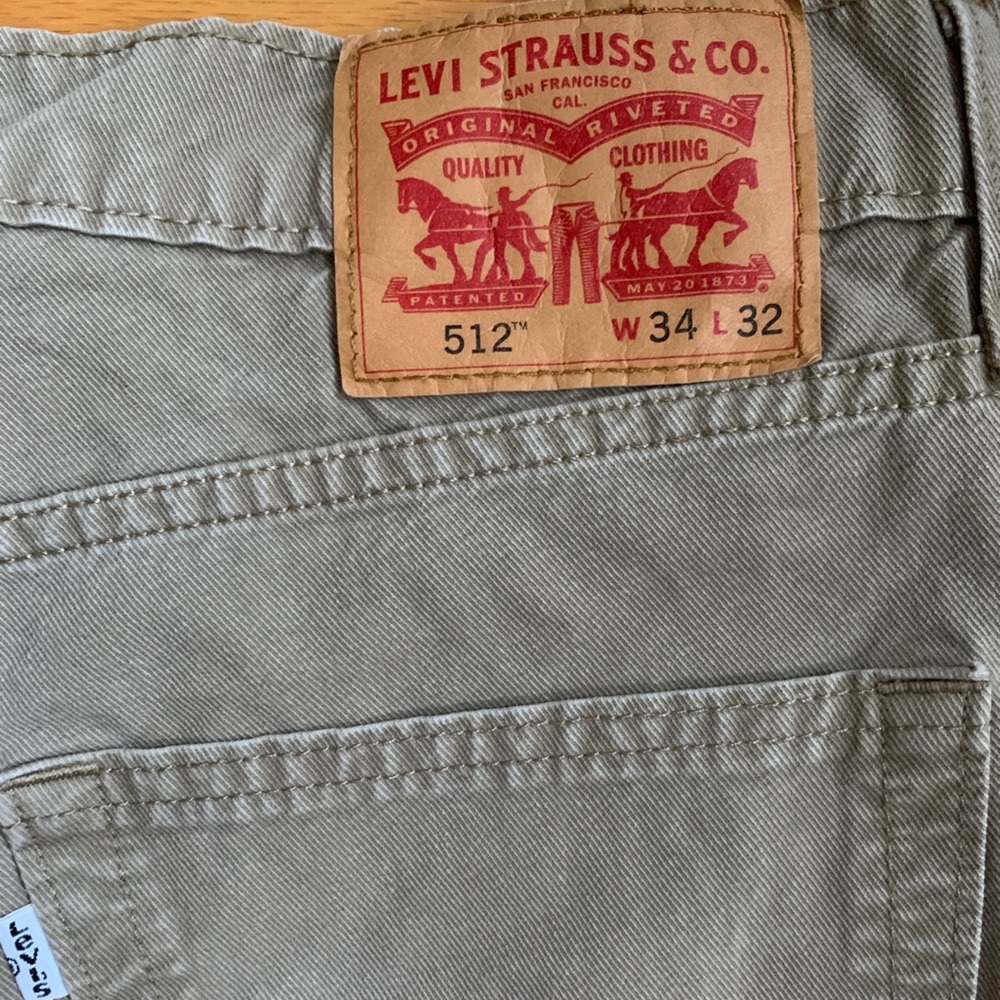 LEVI STRAUSS & CO.
SAN FRANCISCO
CAL.
ORIGINAL RIVETED
QUALITY CLOTHING
PATENTED MAY 20 1873 ®
512™ W 34 L 32
LEVI'S